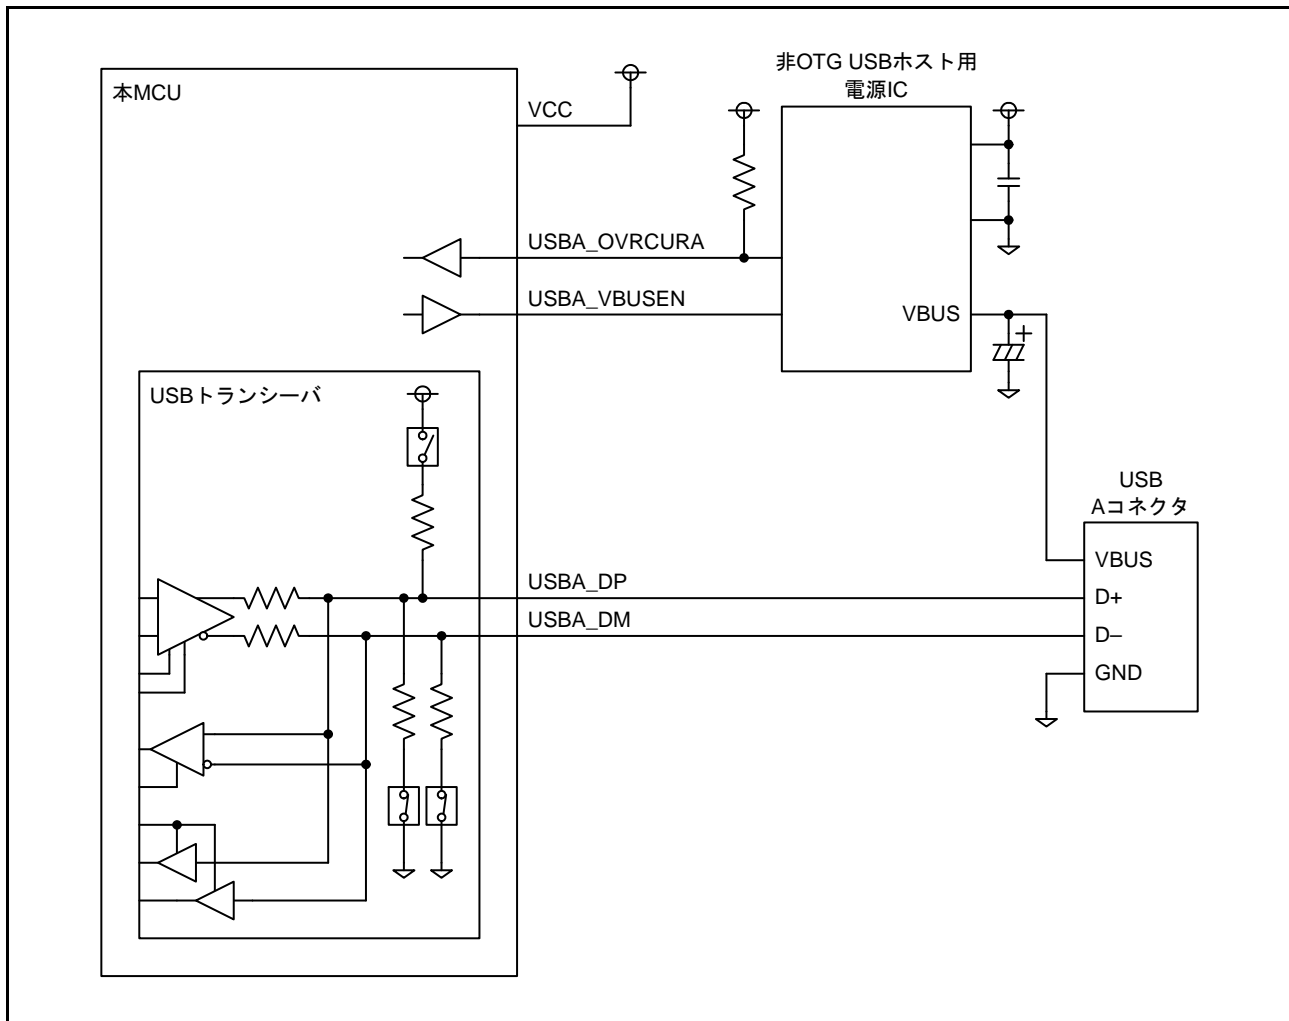 本MCU
VCC
非OTG USBホスト用
電源IC
USBA_OVRCURA
USBA_VBUSEN
VBUS
+
USBトランシーバ
USB
Aコネクタ
VBUS
USBA_DP
D+
USBA_DM
D–
GND